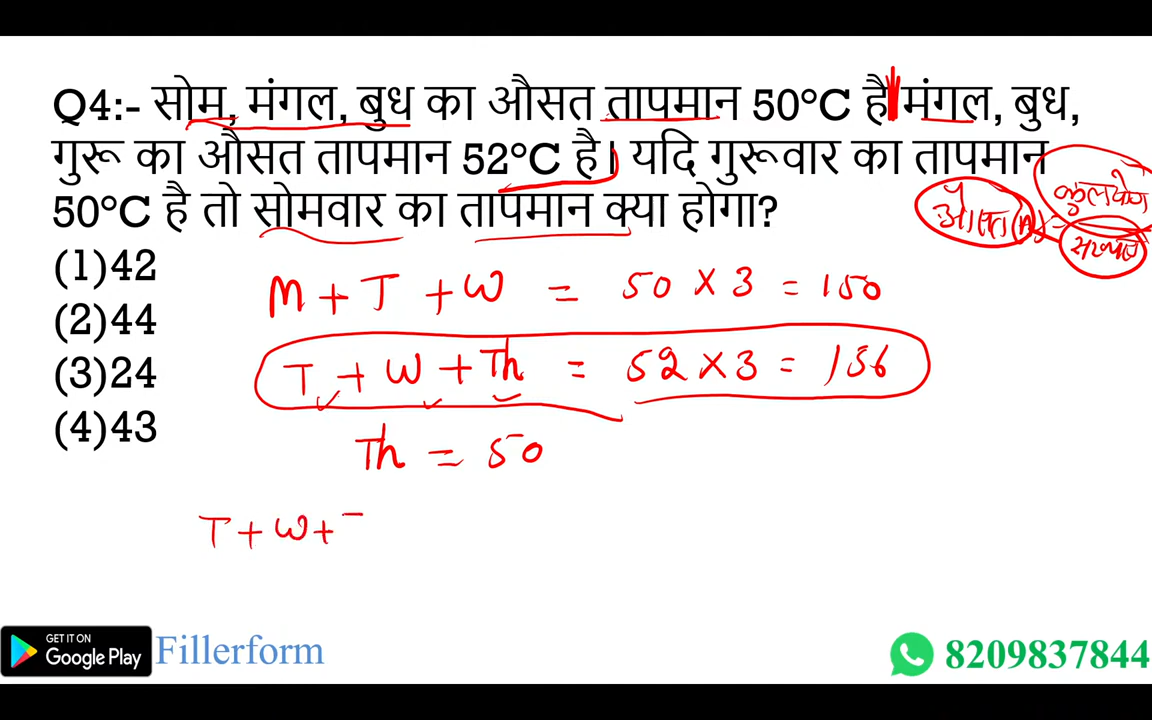 Q4:- सोम, मंगल, बुध का औसत तापमान 50°C है। मंगल, बुध,
गुरू का औसत तापमान 52°C है। यदि गुरूवार का तापमान
50°C है तो सोमवार का तापमान क्या होगा?
औसत (n) = कुलयोग
संख्या
(1)42
(2)44
(3)24
(4)43
M + T + W = 50 × 3 = 150
T + W + Th = 52 × 3 = 156
Th = 50
T + W +
GET IT ON
Google Play
Fillerform
8209837844